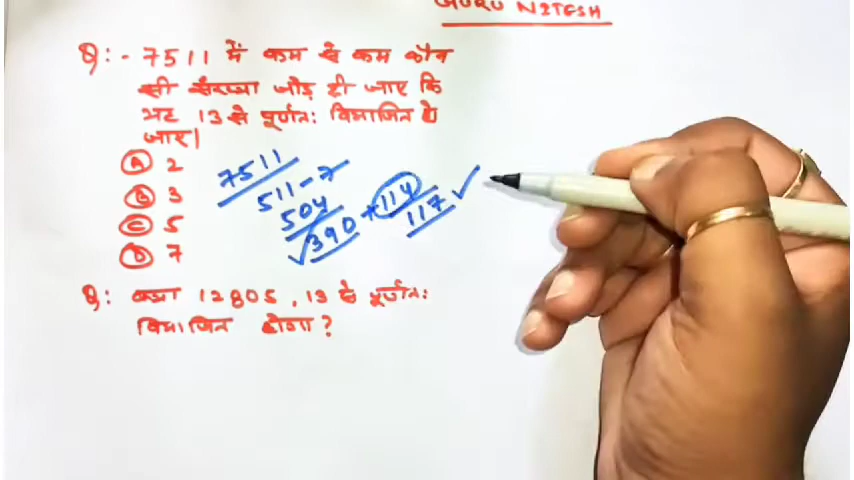 GURU NITESH
Q:- 7511 में कम से कम कौन
सी संख्या जोड़ दी जाए कि
यह 13 से पूर्णत: विभाजित हो
जाए।
(A) 2
(B) 3
(C) 5
(D) 7
7511
511-7
504
390 + 114
117
Q: क्या 12805, 13 से पूर्णत:
विभाजित होगा?